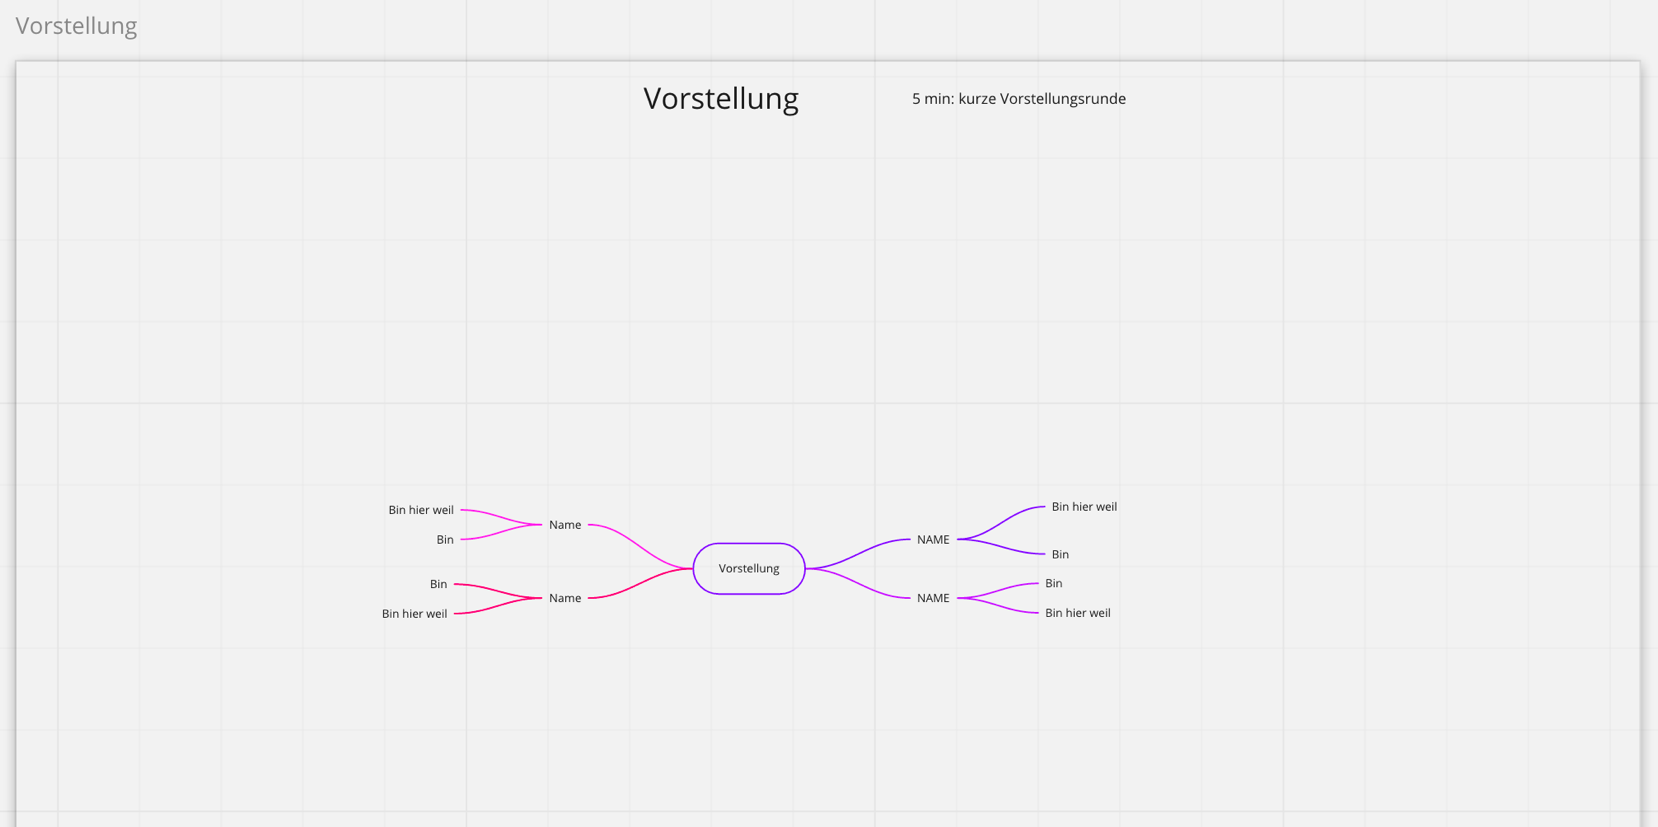 Vorstellung
Vorstellung
5 min: kurze Vorstellungsrunde
Bin hier weil
Bin
Name
Bin
Bin hier weil
Name
Vorstellung
NAME
Bin hier weil
Bin
NAME
Bin
Bin hier weil